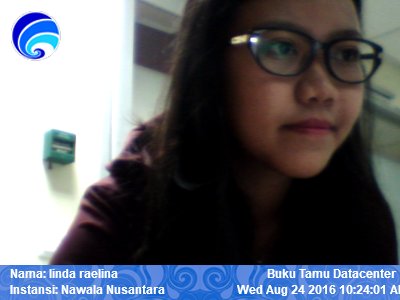 Nama: linda raelina
Buku Tamu Datacenter
Instansi: Nawala Nusantara
Wed Aug 24 2016 10:24:01 A